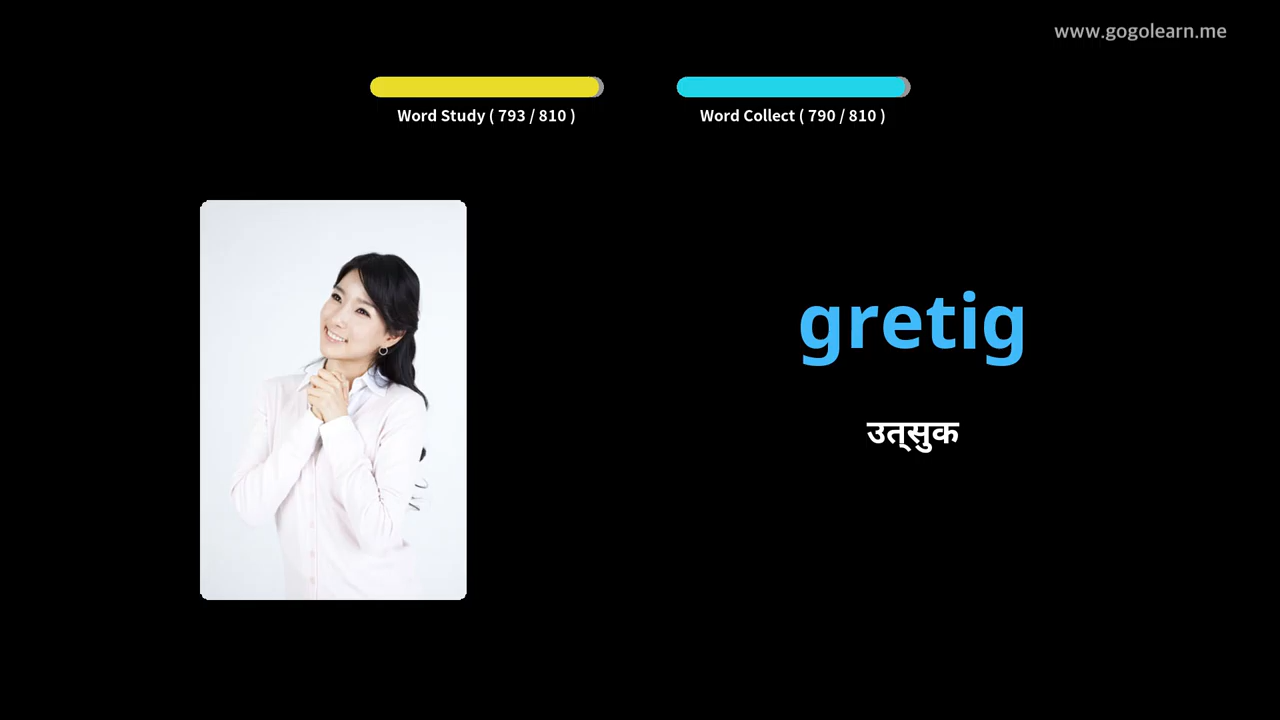 www.gogolearn.me
Word Study ( 793 / 810 )
Word Collect ( 790 / 810 )
gretig
उत्सुक